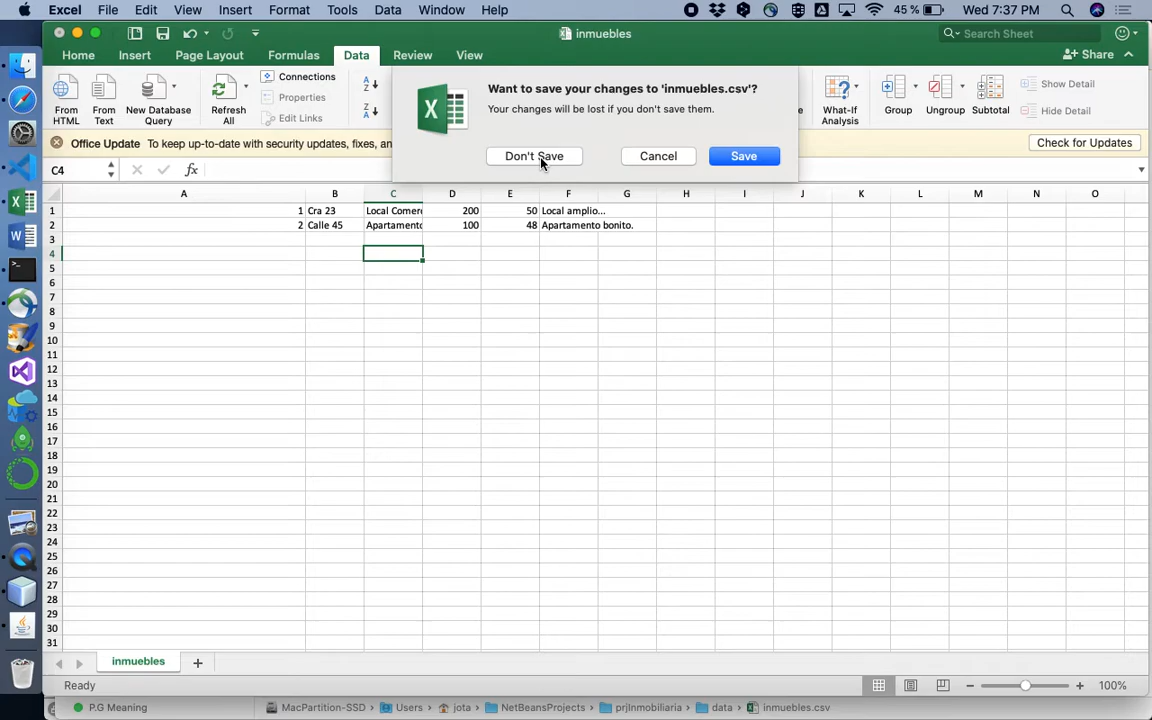 Excel File Edit View Insert Format Tools Data Window Help 45 % Wed 7:37 PM
inmuebles
Search Sheet
Home Insert Page Layout Formulas Data Review View
Share
From HTML
From Text
New Database Query
Refresh All
Connections
Properties
Edit Links
A
Z
Z
A
What-If Analysis
Group
Ungroup
Subtotal
Show Detail
Hide Detail
Want to save your changes to 'inmuebles.csv'?
Your changes will be lost if you don't save them.
Don't Save Cancel Save
Office Update To keep up-to-date with security updates, fixes, an
Check for Updates
C4
fx
A B C D E F G H I J K L M N O
1 1 Cra 23 Local Comerc 200 50 Local amplio...
2 2 Calle 45 Apartamento 100 48 Apartamento bonito.
3
4
5
6
7
8
9
10
11
12
13
14
15
16
17
18
19
20
21
22
23
24
25
26
27
28
29
30
31
inmuebles
Ready
100%
P.G Meaning
MacPartition-SSD Users jota NetBeansProjects prjInmobiliaria data inmuebles.csv